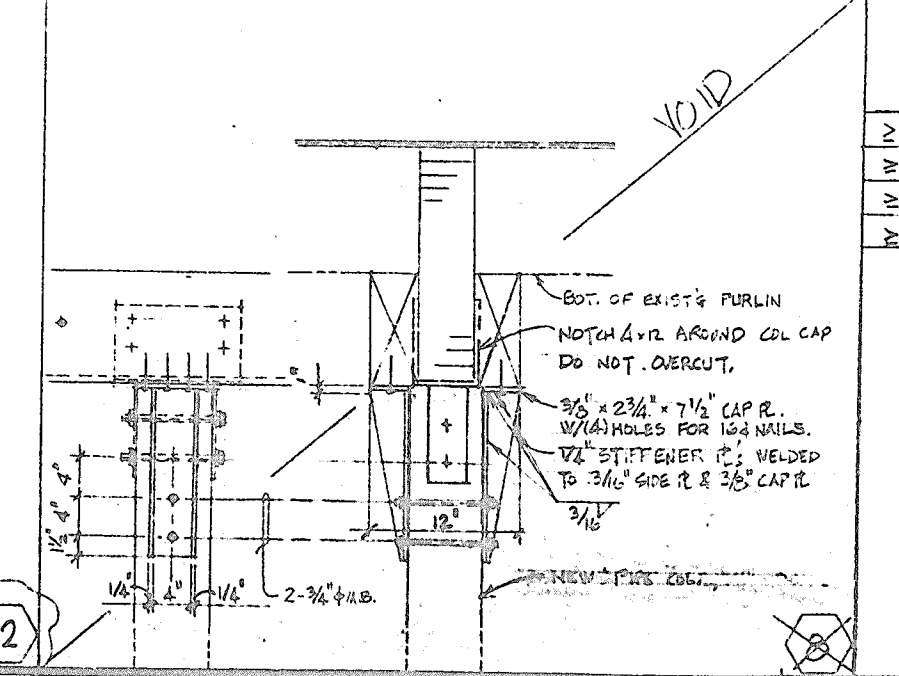 VOID
BOT. OF EXIST'G PURLIN
NOTCH 4x12 AROUND COL CAP
DO NOT OVERCUT.
3/8" x 2 3/4" x 7 1/2" CAP PL.
W/(4) HOLES FOR 16d NAILS.
1/4" STIFFENER PL'S WELDED
TO 3/16" SIDE PL & 3/8" CAP PL
3/16
12"
4"
4"
1 1/2"
1/4"
4"
1/4"
2-3/4" φ M.B.
NEW
COL.
2